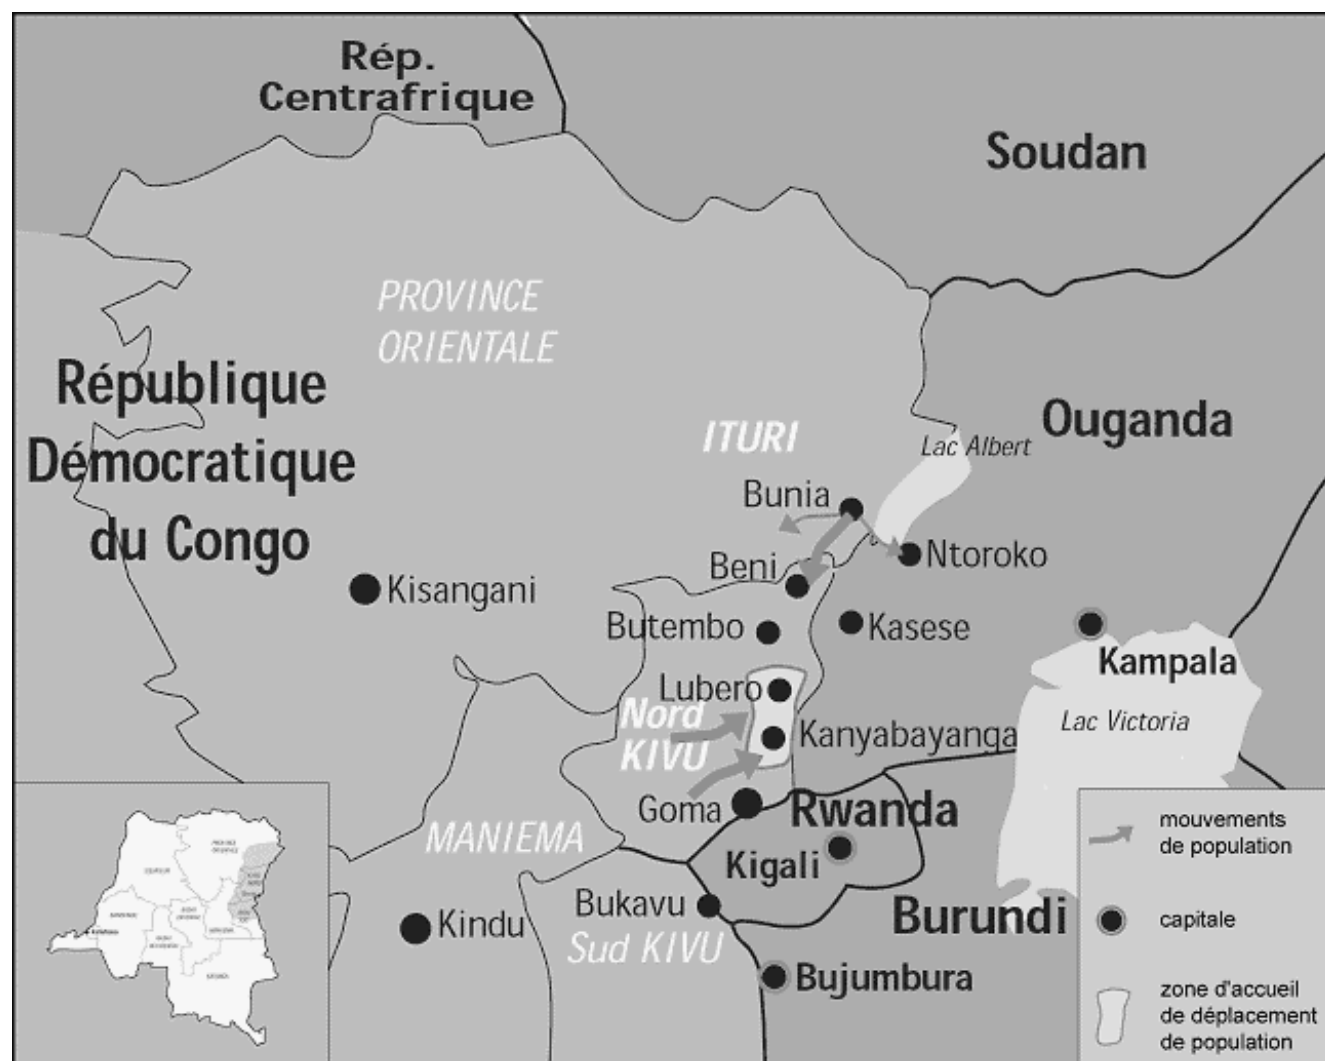 Rép.
Centrafrique
Soudan
PROVINCE
ORIENTALE
République
Démocratique
du Congo
Ouganda
ITURI
Lac Albert
Bunia
Beni
Ntoroko
Kisangani
Butembo
Kasese
Kampala
Lubero
Nord
KIVU
Lac Victoria
Kanyabayanga
Goma
Rwanda
MANIEMA
Kigali
Bukavu
Burundi
Kindu
Sud KIVU
Bujumbura
mouvements
de population
capitale
zone d'accueil
de déplacement
de population